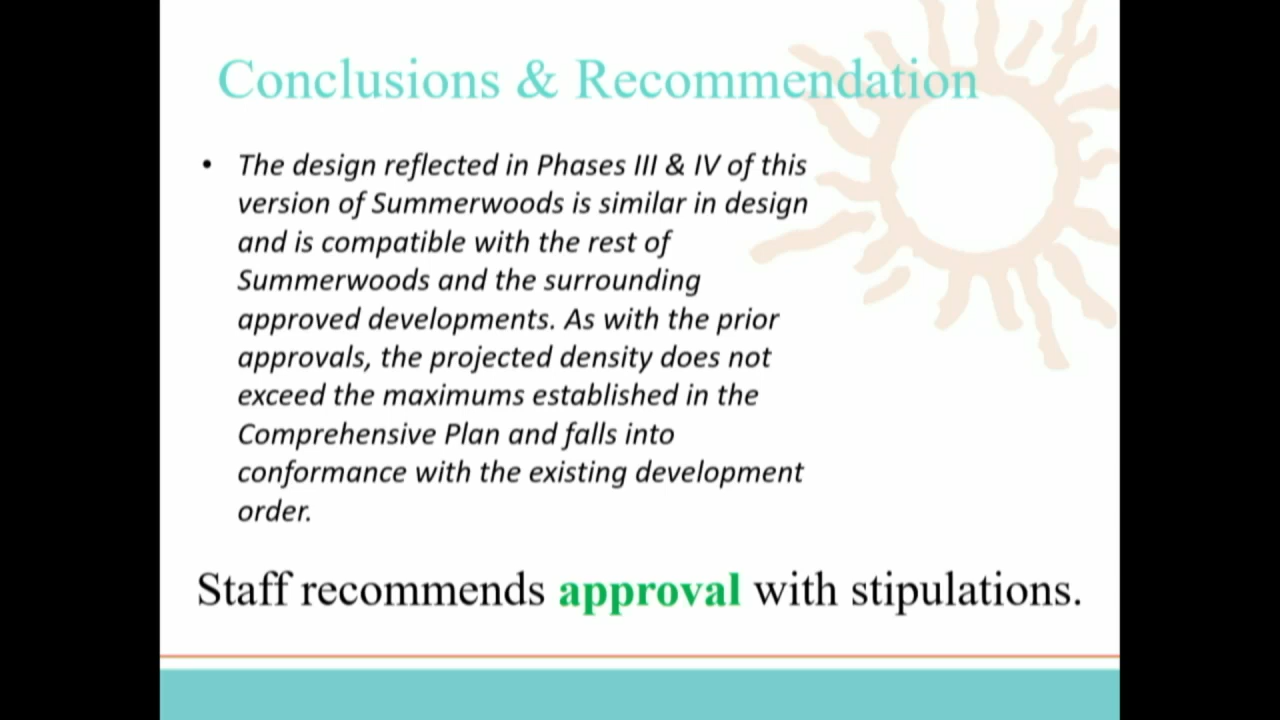 Conclusions & Recommendation
• The design reflected in Phases III & IV of this
version of Summerwoods is similar in design
and is compatible with the rest of
Summerwoods and the surrounding
approved developments. As with the prior
approvals, the projected density does not
exceed the maximums established in the
Comprehensive Plan and falls into
conformance with the existing development
order.
Staff recommends approval with stipulations.